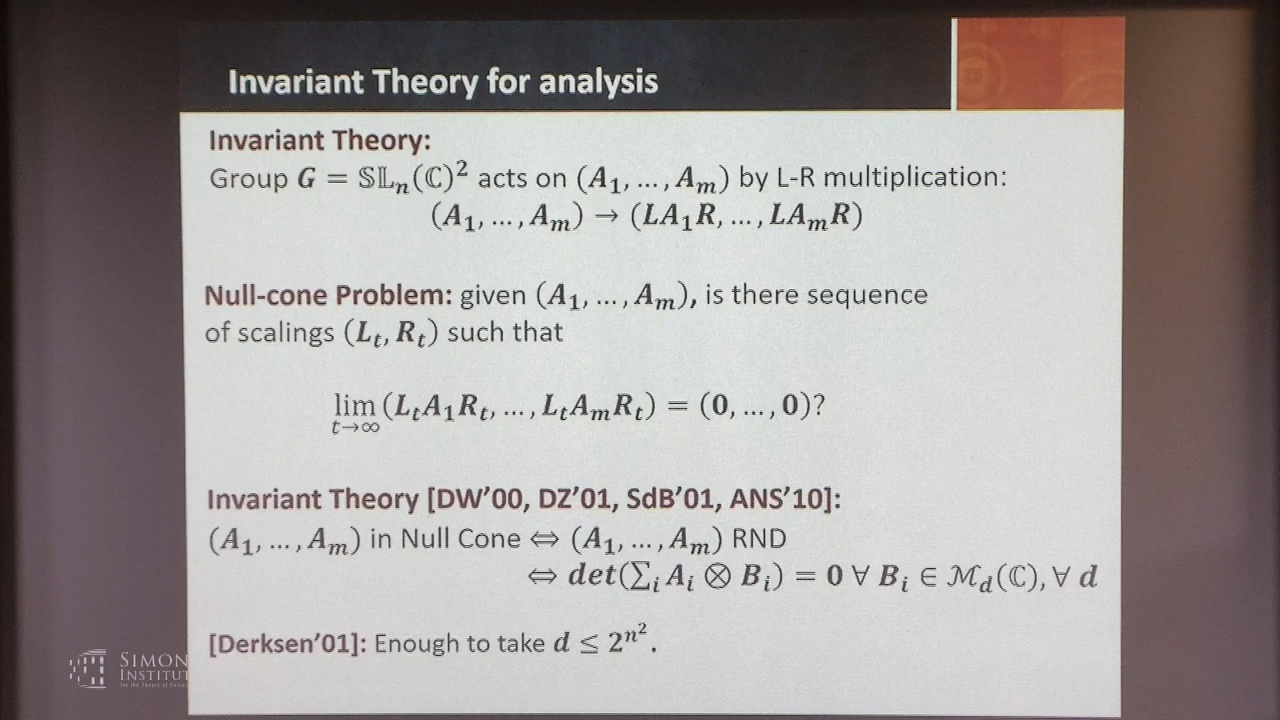 Invariant Theory for analysis
Invariant Theory:
Group G = 𝕊𝕃ₙ(ℂ)² acts on (A₁, …, Aₘ) by L-R multiplication:
(A₁, …, Aₘ) → (LA₁R, …, LAₘR)
Null-cone Problem: given (A₁, …, Aₘ), is there sequence
of scalings (Lₜ, Rₜ) such that
lim (LₜA₁Rₜ, …, LₜAₘRₜ) = (0, …, 0)?
t→∞
Invariant Theory [DW'00, DZ'01, SdB'01, ANS'10]:
(A₁, …, Aₘ) in Null Cone ⇔ (A₁, …, Aₘ) RND
⇔ det(∑ᵢ Aᵢ ⊗ Bᵢ) = 0 ∀ Bᵢ ∈ ℳ_d(ℂ), ∀ d
[Derksen'01]: Enough to take d ≤ 2^{n²}.
SIMON
INSTITUT